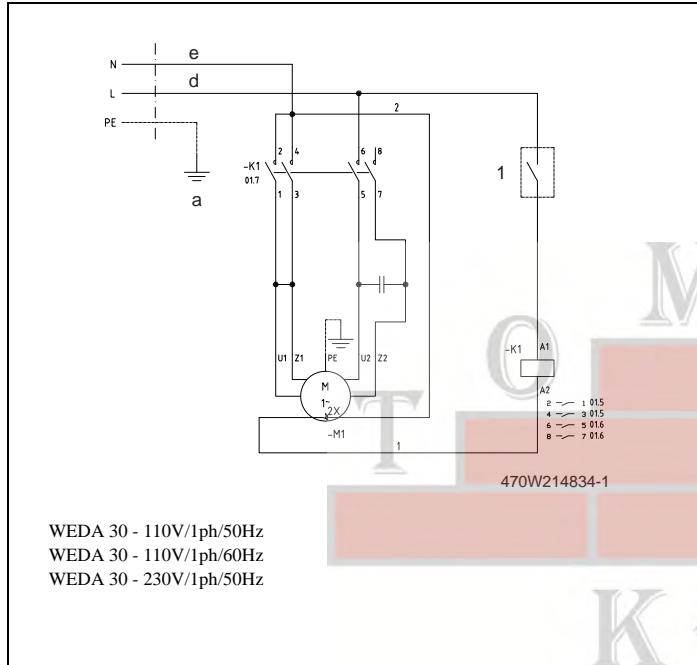 e
N
d
L
2
PE
2 4 6 8
-K1
01.7
1
a
1 3 5 7
U1 Z1 PE U2 Z2
-K1 A1
M
1~
2X
A2
-M1
1
2 1 01.5
4 3 01.5
6 5 01.6
8 7 01.6
470W214834-1
WEDA 30 - 110V/1ph/50Hz
WEDA 30 - 110V/1ph/60Hz
WEDA 30 - 230V/1ph/50Hz
T O M
K